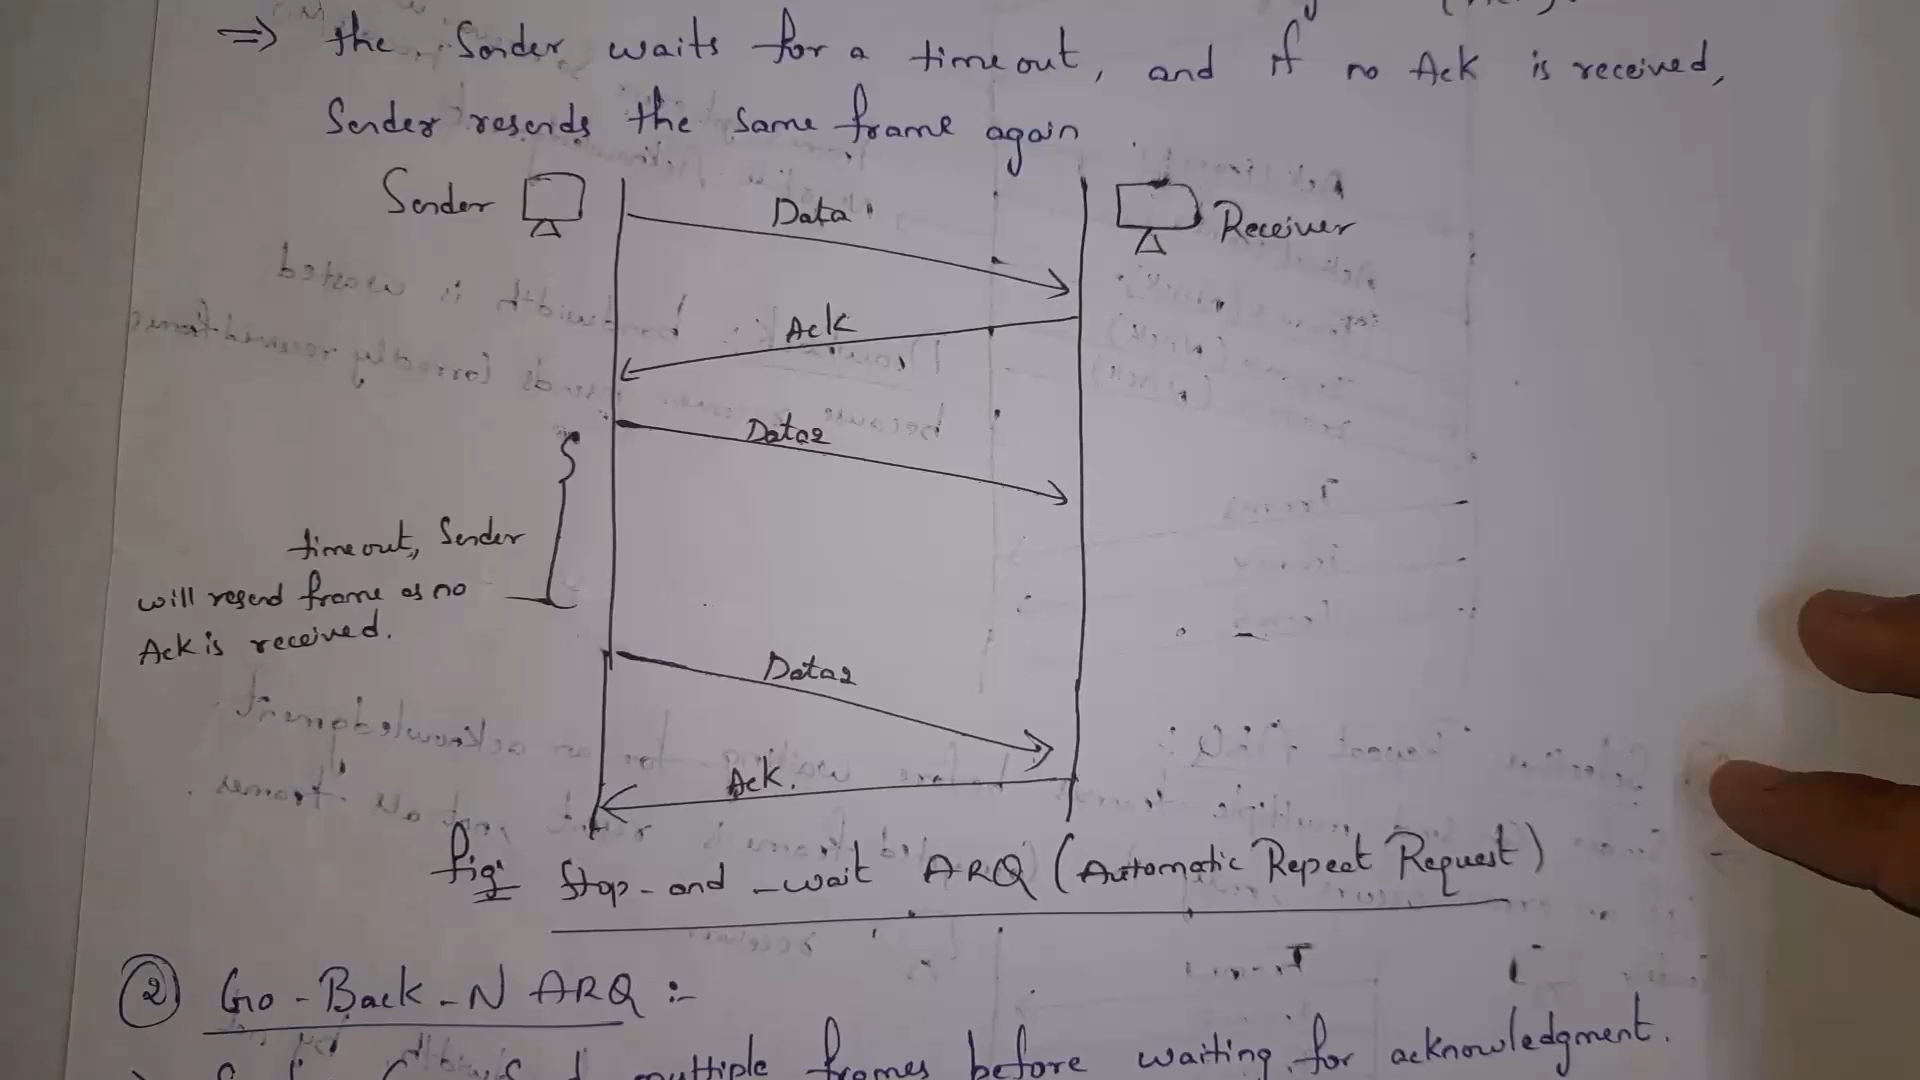 ⇒ the Sender waits for a timeout, and if no Ack is received,
Sender resends the same frame again
Sender
Data1
Receiver
Ack
Data2
timeout, Sender
will resend frame as no
Ack is received.
Data2
Ack.
fig: Stop-and-wait ARQ (Automatic Repeat Request)
② Go-Back-N ARQ :-
multiple frames before waiting for acknowledgment.